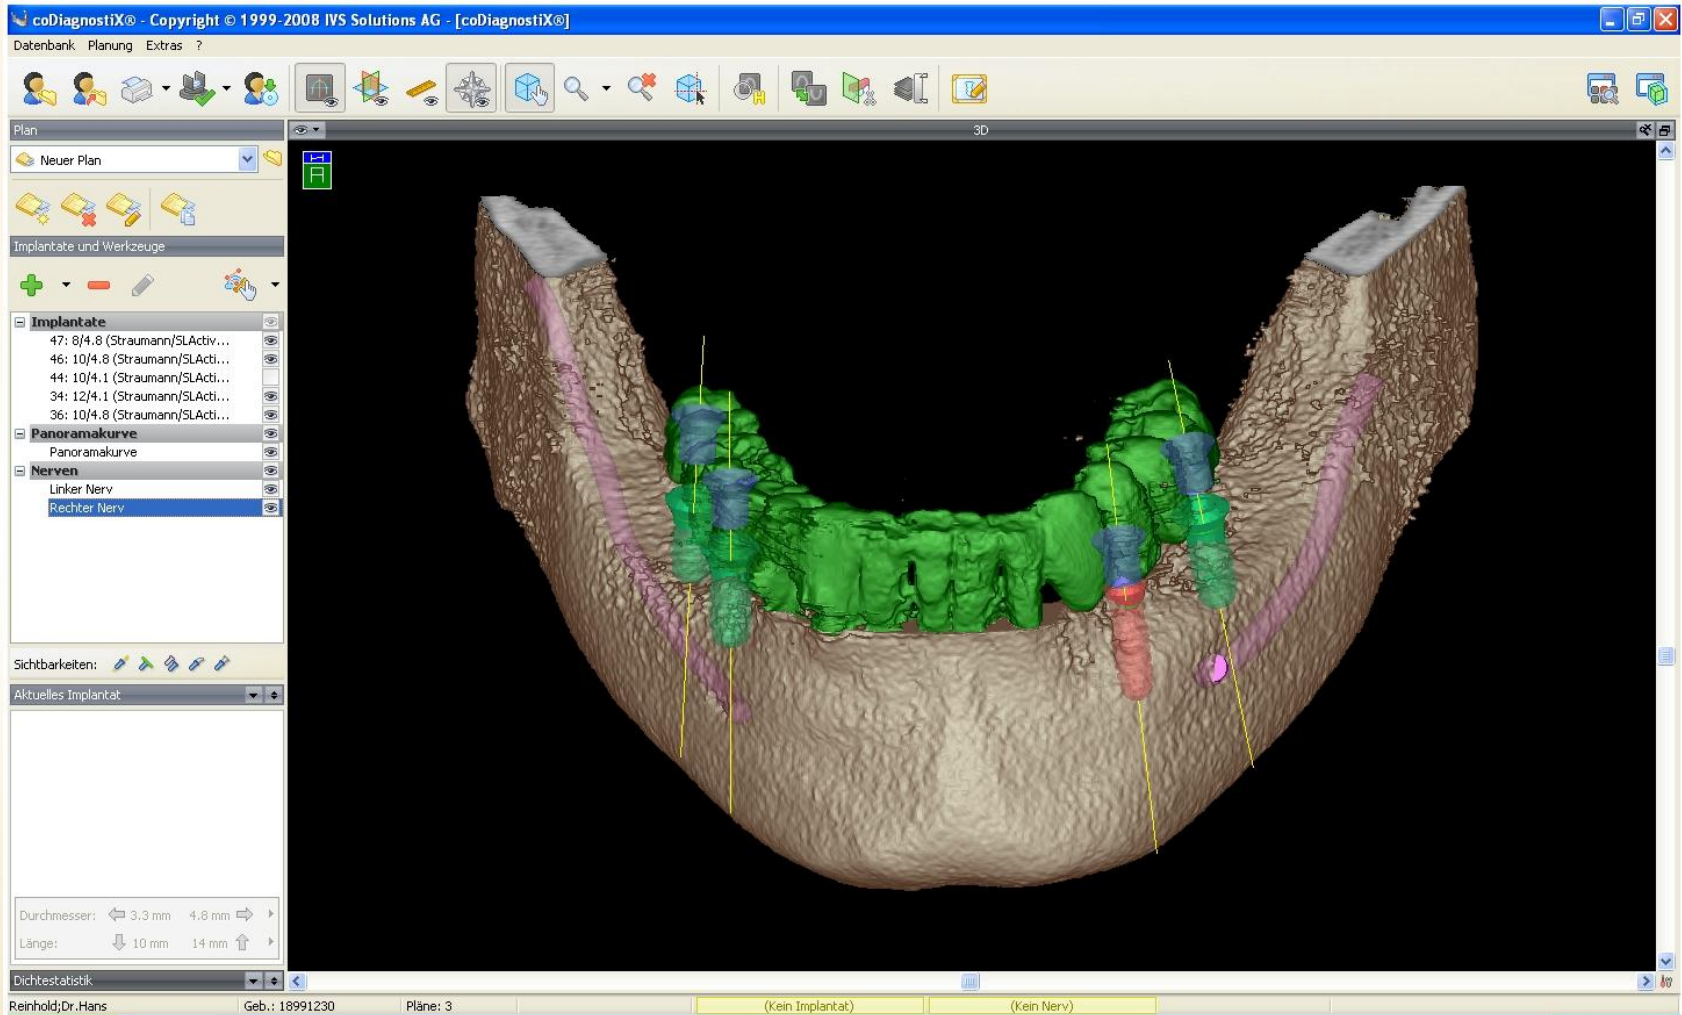 coDiagnostiX® - Copyright © 1999-2008 IVS Solutions AG - [coDiagnostiX®]
Datenbank Planung Extras ?
Plan
3D
Neuer Plan
H
A
Implantate und Werkzeuge
Implantate
47: 8/4.8 (Straumann/SLActiv...
46: 10/4.8 (Straumann/SLActi...
44: 10/4.1 (Straumann/SLActi...
34: 12/4.1 (Straumann/SLActi...
36: 10/4.8 (Straumann/SLActi...
Panoramakurve
Panoramakurve
Nerven
Linker Nerv
Rechter Nerv
Sichtbarkeiten:
Aktuelles Implantat
Durchmesser: 3.3 mm 4.8 mm
Länge: 10 mm 14 mm
Dichtestatistik
Reinhold;Dr.Hans Geb.: 18991230 Pläne: 3 (Kein Implantat) (Kein Nerv)